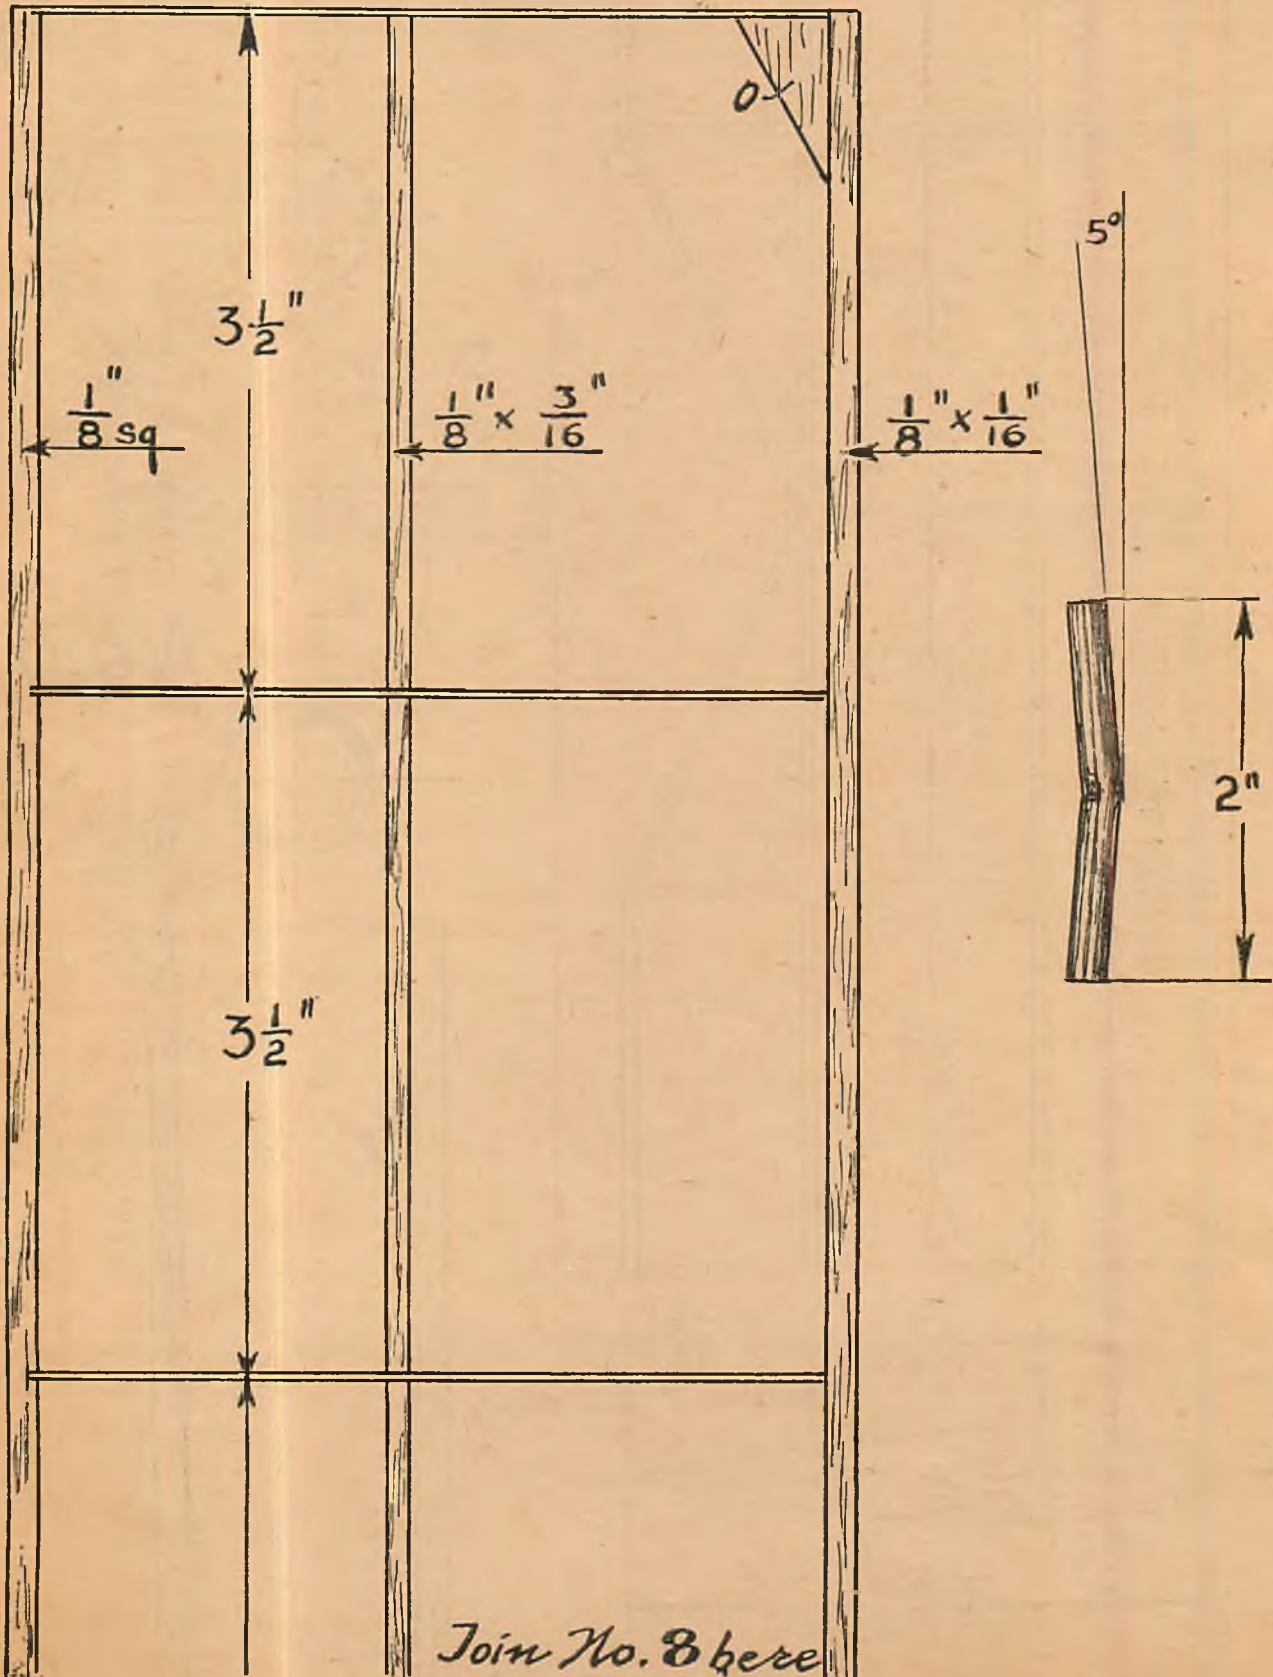 O
5°
3 1/2"
1/8" sq
1/8" x 3/16"
1/8" x 1/16"
2"
3 1/2"
Join No. 8 here